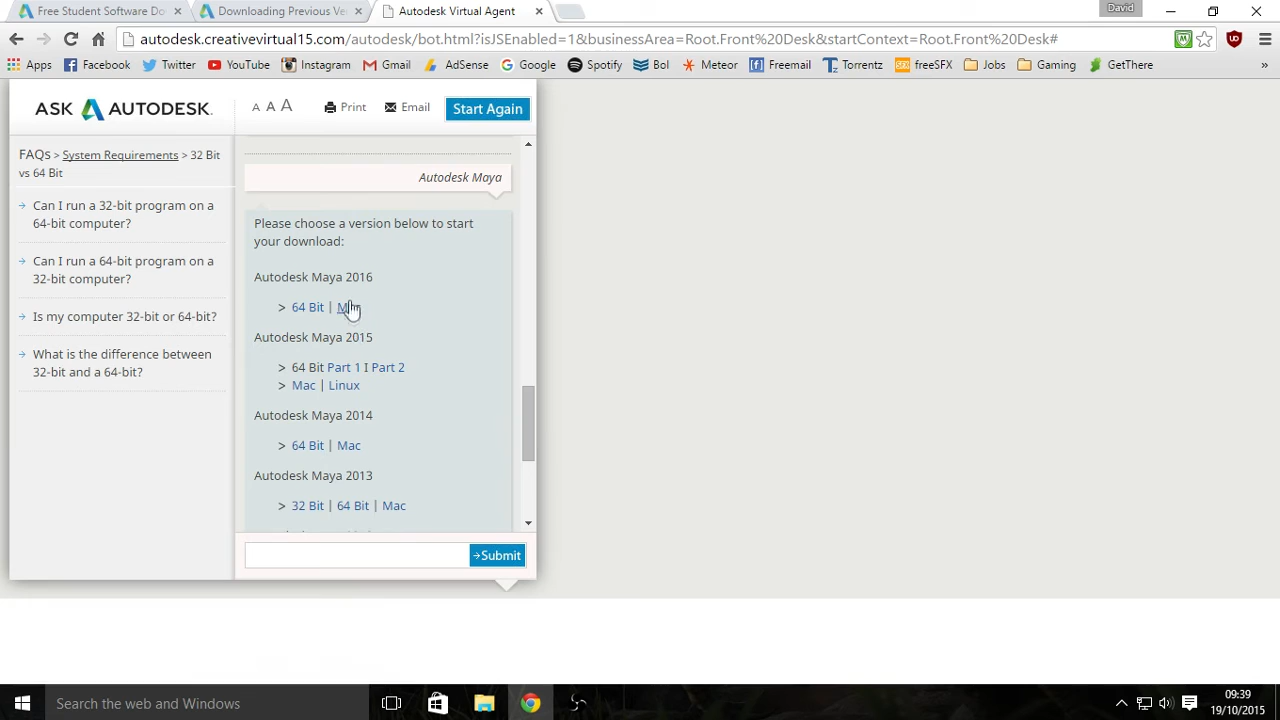 Free Student Software Do
Downloading Previous Ve
Autodesk Virtual Agent
David
autodesk.creativevirtual15.com/autodesk/bot.html?isJSEnabled=1&businessArea=Root.Front%20Desk&startContext=Root.Front%20Desk#
Apps Facebook Twitter YouTube Instagram Gmail AdSense Google Spotify Bol Meteor Freemail Torrentz freeSFX Jobs Gaming GetThere »
ASK AUTODESK.
A A A Print Email Start Again
FAQs > System Requirements > 32 Bit
vs 64 Bit
Can I run a 32-bit program on a
64-bit computer?
Can I run a 64-bit program on a
32-bit computer?
Is my computer 32-bit or 64-bit?
What is the difference between
32-bit and a 64-bit?
Autodesk Maya
Please choose a version below to start
your download:
Autodesk Maya 2016
> 64 Bit |
Autodesk Maya 2015
> 64 Bit Part 1 I Part 2
> Mac | Linux
Autodesk Maya 2014
> 64 Bit | Mac
Autodesk Maya 2013
> 32 Bit | 64 Bit | Mac
Submit
Search the web and Windows
09:39
19/10/2015